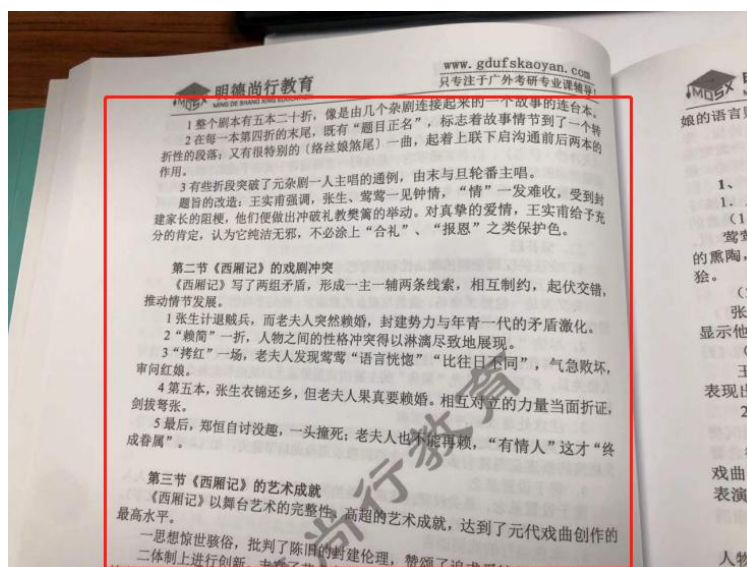 明德尚行教育
MING DE SHANG XING EDUCATION
MQSX
www.gdufskaoyan.com
只专注于广外考研专业课辅导!
1 整个剧本有五本二十折，像是由几个杂剧连接起来的一个故事的连台本。
2 在每一本第四折的末尾，既有“题目正名”，标志着故事情节到了一个转
折性的段落；又有很特别的〔络丝娘煞尾〕一曲，起着上联下启沟通前后两本的
作用。
3 有些折段突破了元杂剧一人主唱的通例，由末与旦轮番主唱。
题旨的改造：王实甫强调，张生、莺莺一见钟情，“情”一发难收，受到封
建家长的阻梗，他们便做出冲破礼教樊篱的举动。对真挚的爱情，王实甫给予充
分的肯定，认为它纯洁无邪，不必涂上“合礼”、“报恩”之类保护色。
第二节《西厢记》的戏剧冲突
《西厢记》写了两组矛盾，形成一主一辅两条线索，相互制约，起伏交错，
推动情节发展。
1 张生计退贼兵，而老夫人突然赖婚，封建势力与年青一代的矛盾激化。
2 “赖简”一折，人物之间的性格冲突得以淋漓尽致地展现。
3 “拷红”一场，老夫人发现莺莺“语言恍惚”“比往日不同”，气急败坏，
审问红娘。
4 第五本，张生衣锦还乡，但老夫人果真要赖婚。相互对立的力量当面折证，
剑拔弩张。
5 最后，郑恒自讨没趣，一头撞死；老夫人也不能再赖，“有情人”这才“终
成眷属”。
第三节《西厢记》的艺术成就
《西厢记》以舞台艺术的完整性、高超的艺术成就，达到了元代戏曲创作的
最高水平。
一思想惊世骇俗，批判了陈旧的封建伦理，赞颂了
二体制上进行创新，
尚行教育
MQSX
娘的语言
1、
1.
(1
莺莺
的熏陶，
张
显示他
王
表现出
2
戏曲
表演
人物